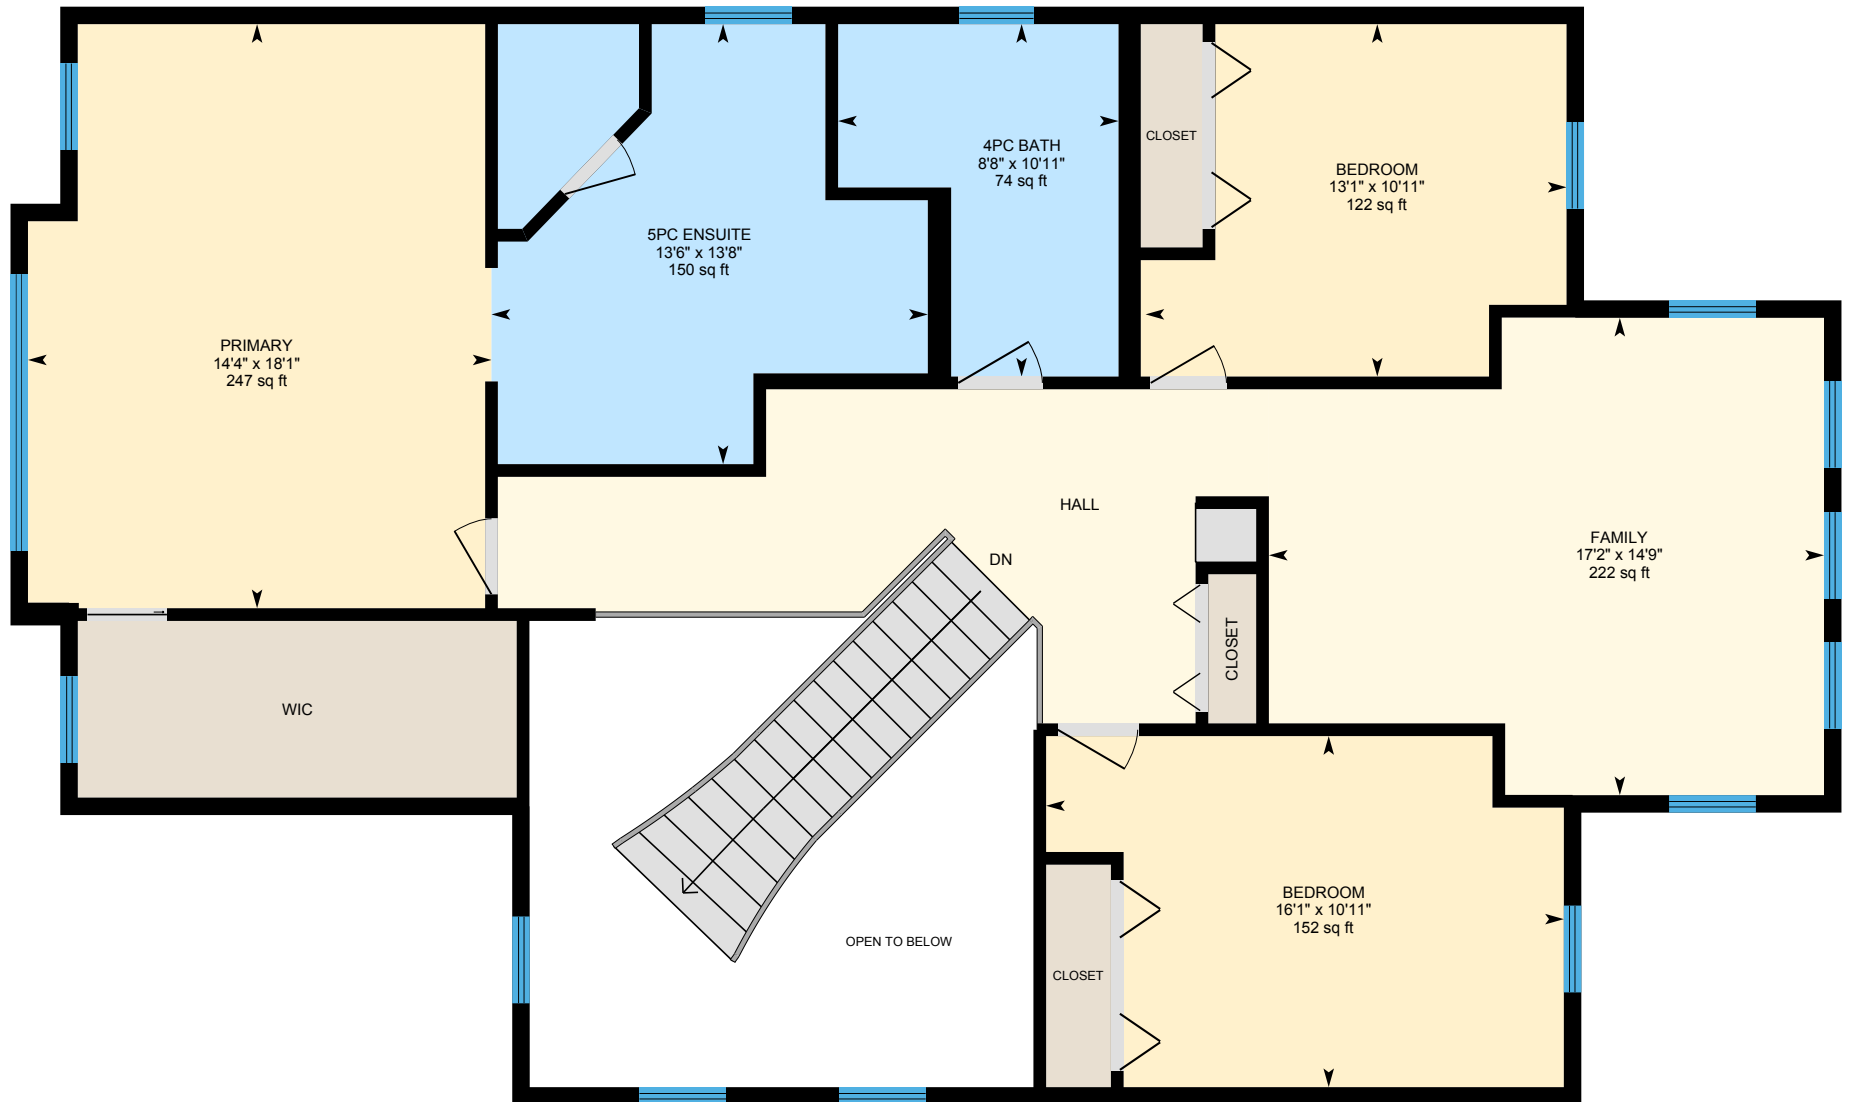 CLOSET
4PC BATH
8'8" x 10'11"
74 sq ft
BEDROOM
13'1" x 10'11"
122 sq ft
5PC ENSUITE
13'6" x 13'8"
150 sq ft
PRIMARY
14'4" x 18'1"
247 sq ft
HALL
DN
FAMILY
17'2" x 14'9"
222 sq ft
CLOSET
WIC
BEDROOM
16'1" x 10'11"
152 sq ft
OPEN TO BELOW
CLOSET